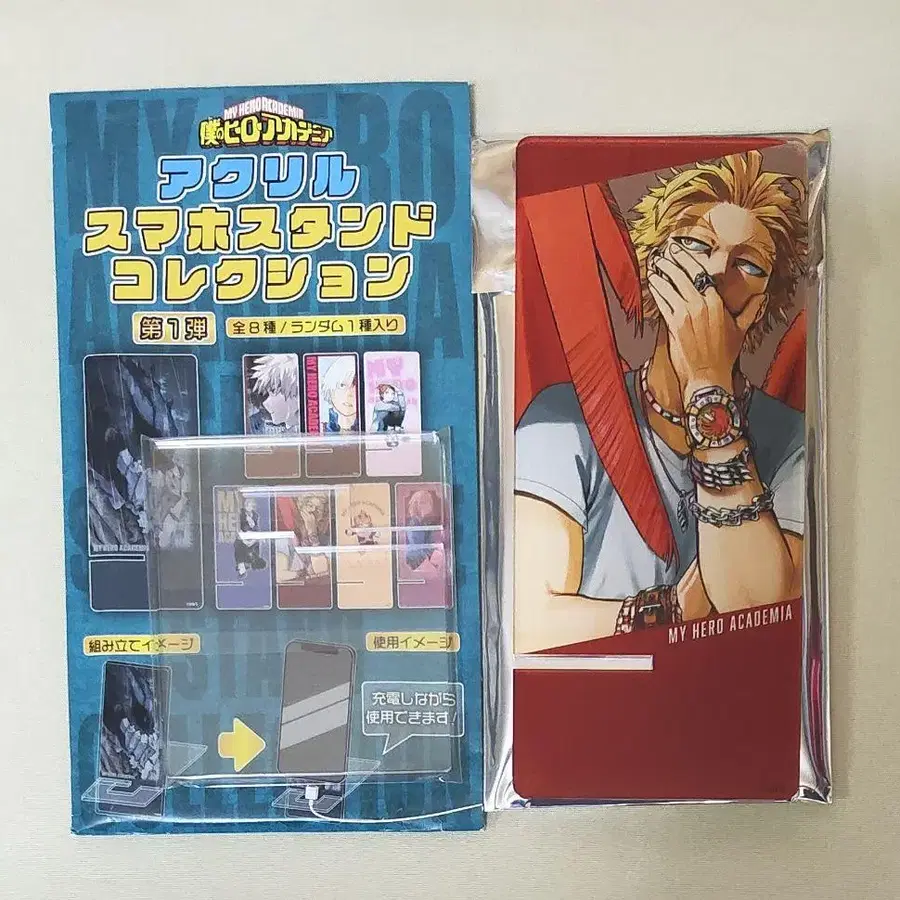 MY HERO ACADEMIA
僕のヒーローアカデミア
アクリル
スマホスタンド
コレクション
第1弾
全8種/ランダム1種入り
MY HERO ACADEMIA
組み立てイメージ
使用イメージ
充電しながら
使用できます!
MY HERO ACADEMIA